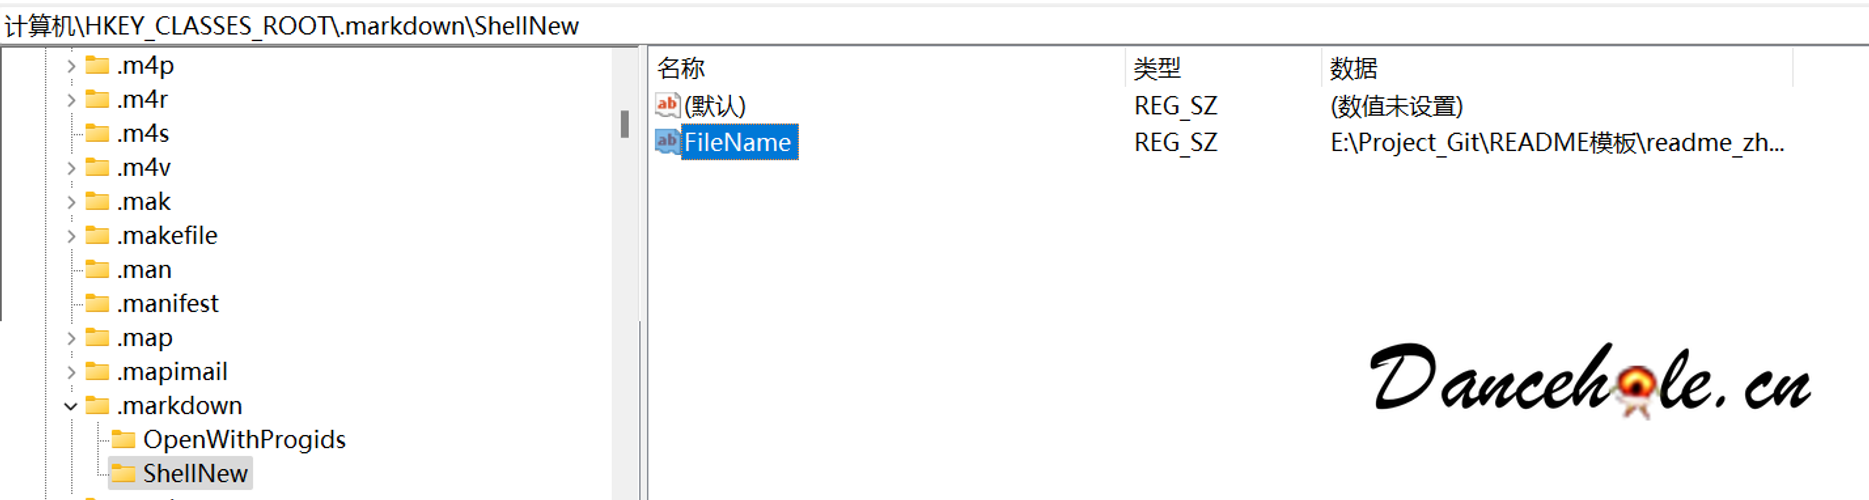 计算机\HKEY_CLASSES_ROOT\.markdown\ShellNew
.m4p
.m4r
.m4s
.m4v
.mak
.makefile
.man
.manifest
.map
.mapimail
.markdown
OpenWithProgids
ShellNew
名称 类型 数据
(默认) REG_SZ (数值未设置)
FileName REG_SZ E:\Project_Git\README模板\readme_zh...
Dancehole.cn